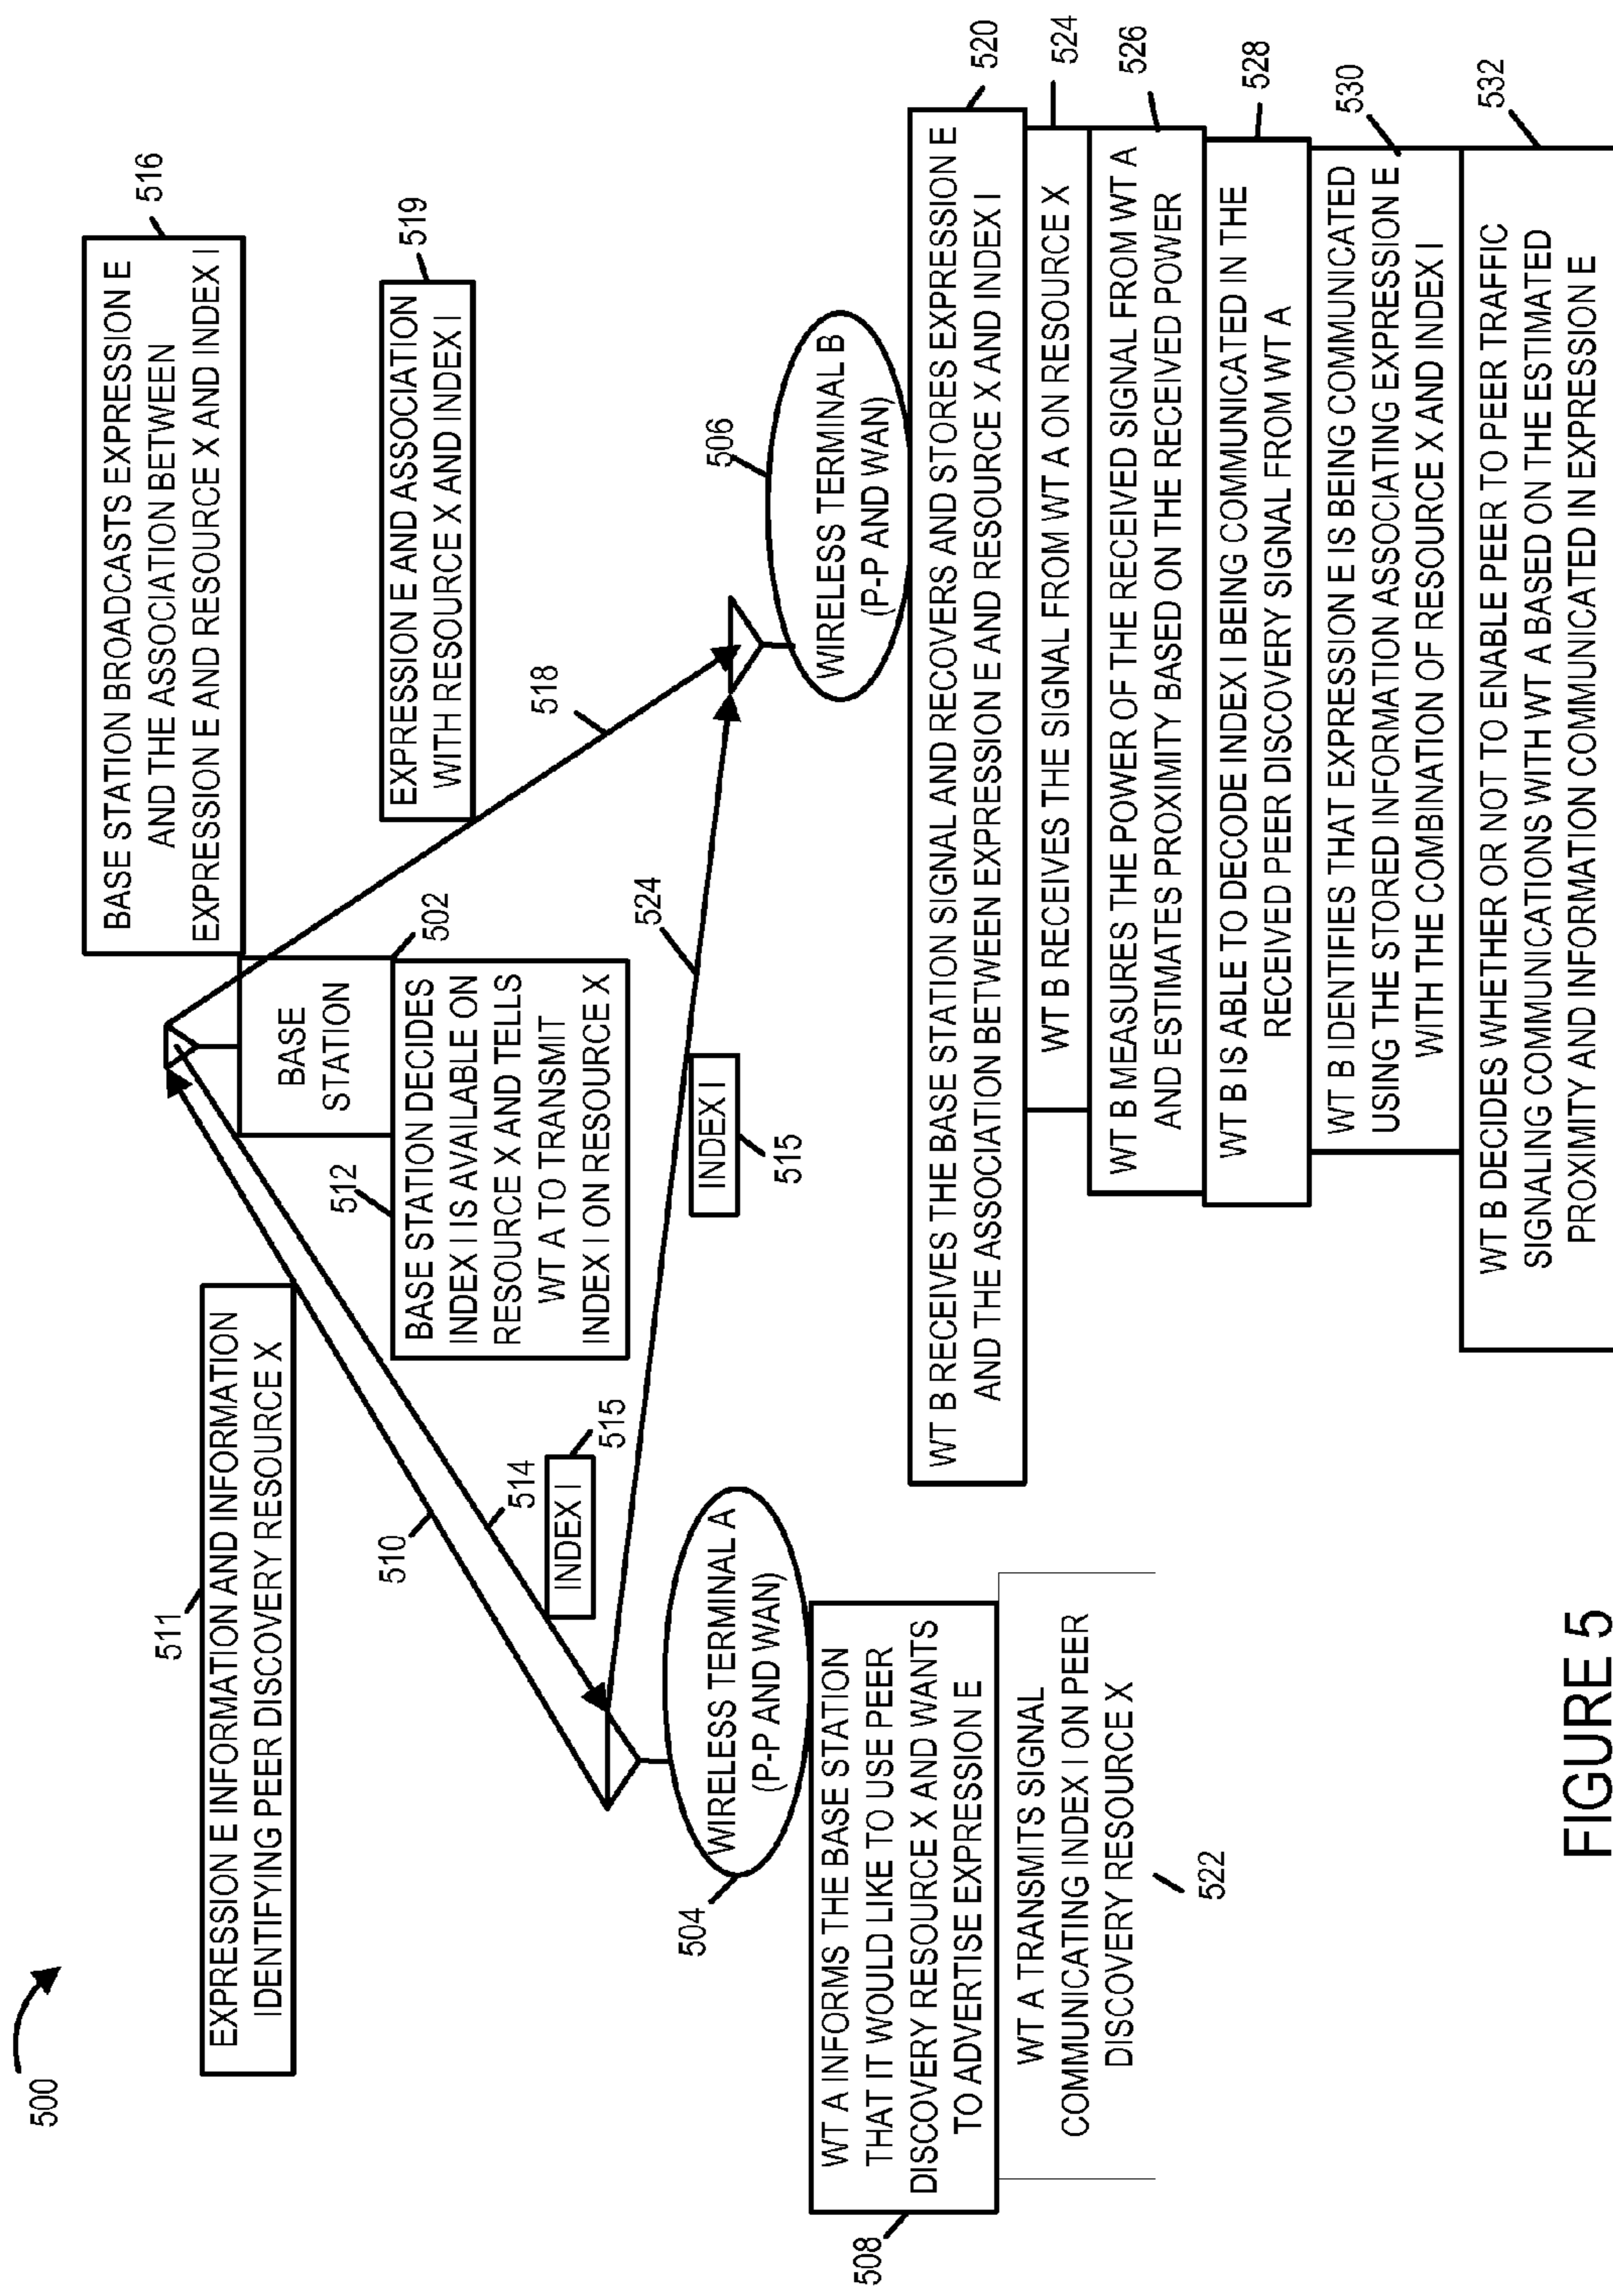 500
511
EXPRESSION E INFORMATION AND INFORMATION
IDENTIFYING PEER DISCOVERY RESOURCE X
516
BASE STATION BROADCASTS EXPRESSION E
AND THE ASSOCIATION BETWEEN
EXPRESSION E AND RESOURCE X AND INDEX I
502
BASE
STATION
512
BASE STATION DECIDES
INDEX I IS AVAILABLE ON
RESOURCE X AND TELLS
WT A TO TRANSMIT
INDEX I ON RESOURCE X
519
EXPRESSION E AND ASSOCIATION
WITH RESOURCE X AND INDEX I
510
514
INDEX I
515
518
524
INDEX I
515
504
WIRELESS TERMINAL A
(P-P AND WAN)
506
WIRELESS TERMINAL B
(P-P AND WAN)
508
WT A INFORMS THE BASE STATION
THAT IT WOULD LIKE TO USE PEER
DISCOVERY RESOURCE X AND WANTS
TO ADVERTISE EXPRESSION E
WT A TRANSMITS SIGNAL
COMMUNICATING INDEX I ON PEER
DISCOVERY RESOURCE X
522
520
WT B RECEIVES THE BASE STATION SIGNAL AND RECOVERS AND STORES EXPRESSION E
AND THE ASSOCIATION BETWEEN EXPRESSION E AND RESOURCE X AND INDEX I
524
WT B RECEIVES THE SIGNAL FROM WT A ON RESOURCE X
526
WT B MEASURES THE POWER OF THE RECEIVED SIGNAL FROM WT A
AND ESTIMATES PROXIMITY BASED ON THE RECEIVED POWER
528
WT B IS ABLE TO DECODE INDEX I BEING COMMUNICATED IN THE
RECEIVED PEER DISCOVERY SIGNAL FROM WT A
530
WT B IDENTIFIES THAT EXPRESSION E IS BEING COMMUNICATED
USING THE STORED INFORMATION ASSOCIATING EXPRESSION E
WITH THE COMBINATION OF RESOURCE X AND INDEX I
532
WT B DECIDES WHETHER OR NOT TO ENABLE PEER TO PEER TRAFFIC
SIGNALING COMMUNICATIONS WITH WT A BASED ON THE ESTIMATED
PROXIMITY AND INFORMATION COMMUNICATED IN EXPRESSION E
FIGURE 5